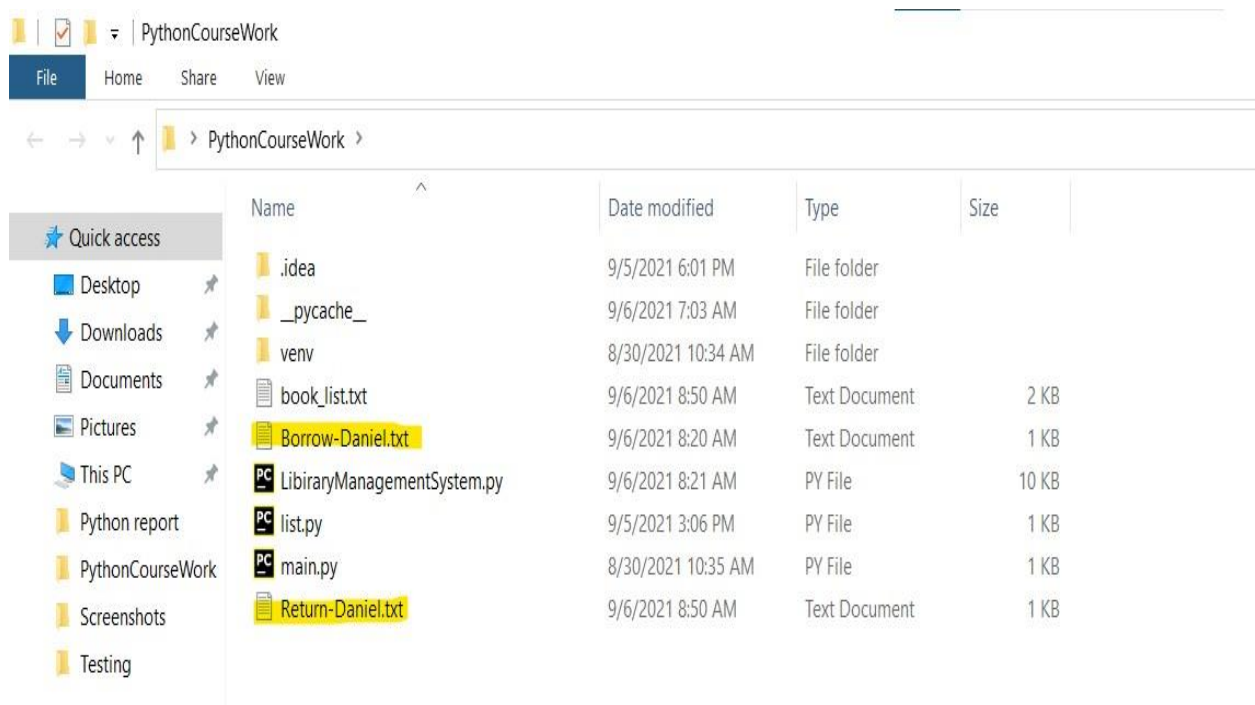 PythonCourseWork
File Home Share View
PythonCourseWork
Name Date modified Type Size
Quick access
Desktop
Downloads
Documents
Pictures
This PC
Python report
PythonCourseWork
Screenshots
Testing
.idea 9/5/2021 6:01 PM File folder
__pycache__ 9/6/2021 7:03 AM File folder
venv 8/30/2021 10:34 AM File folder
book_list.txt 9/6/2021 8:50 AM Text Document 2 KB
Borrow-Daniel.txt 9/6/2021 8:20 AM Text Document 1 KB
PC LibiraryManagementSystem.py 9/6/2021 8:21 AM PY File 10 KB
PC list.py 9/5/2021 3:06 PM PY File 1 KB
PC main.py 8/30/2021 10:35 AM PY File 1 KB
Return-Daniel.txt 9/6/2021 8:50 AM Text Document 1 KB